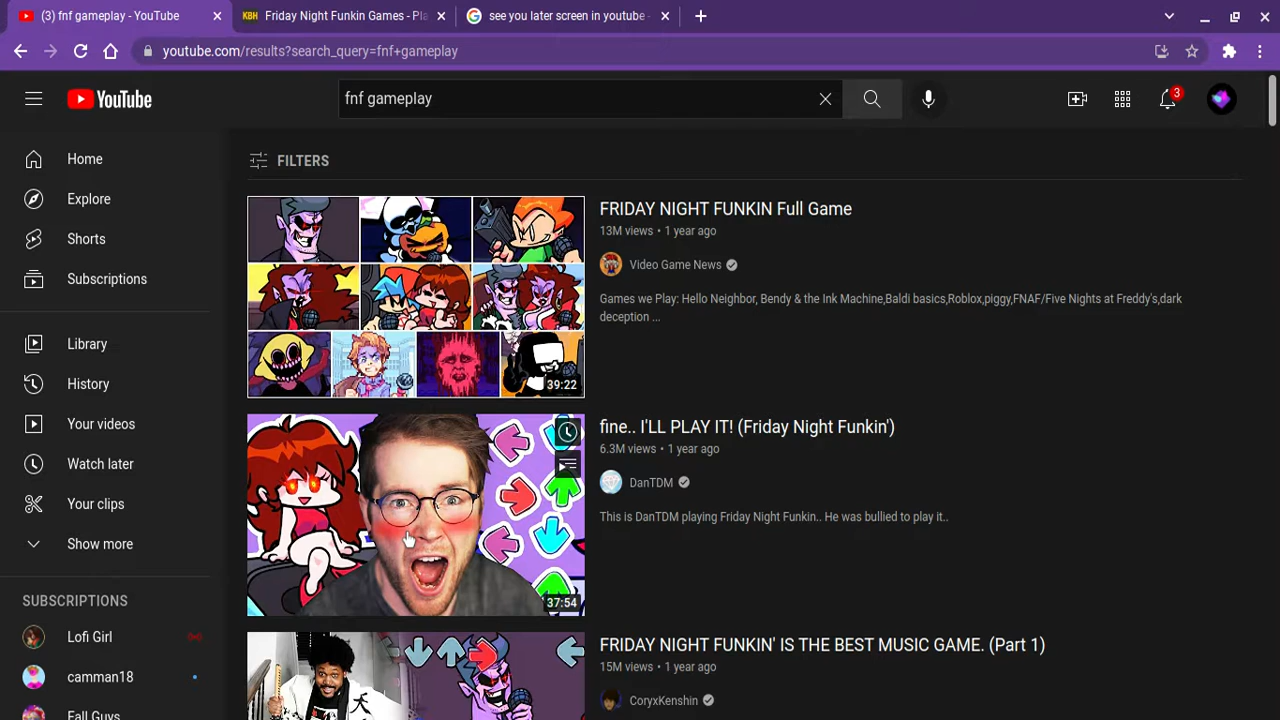 (3) fnf gameplay - YouTube
KBH Friday Night Funkin Games - Pla
see you later screen in youtube -
youtube.com/results?search_query=fnf+gameplay
YouTube
fnf gameplay
3
Home
Explore
Shorts
Subscriptions
Library
History
Your videos
Watch later
Your clips
Show more
SUBSCRIPTIONS
Lofi Girl
camman18
Fall Guys
FILTERS
39:22
FRIDAY NIGHT FUNKIN Full Game
13M views • 1 year ago
Video Game News
Games we Play: Hello Neighbor, Bendy & the Ink Machine,Baldi basics,Roblox,piggy,FNAF/Five Nights at Freddy's,dark
deception ...
37:54
fine.. I'LL PLAY IT! (Friday Night Funkin')
6.3M views • 1 year ago
DanTDM
This is DanTDM playing Friday Night Funkin.. He was bullied to play it..
FRIDAY NIGHT FUNKIN' IS THE BEST MUSIC GAME. (Part 1)
15M views • 1 year ago
CoryxKenshin